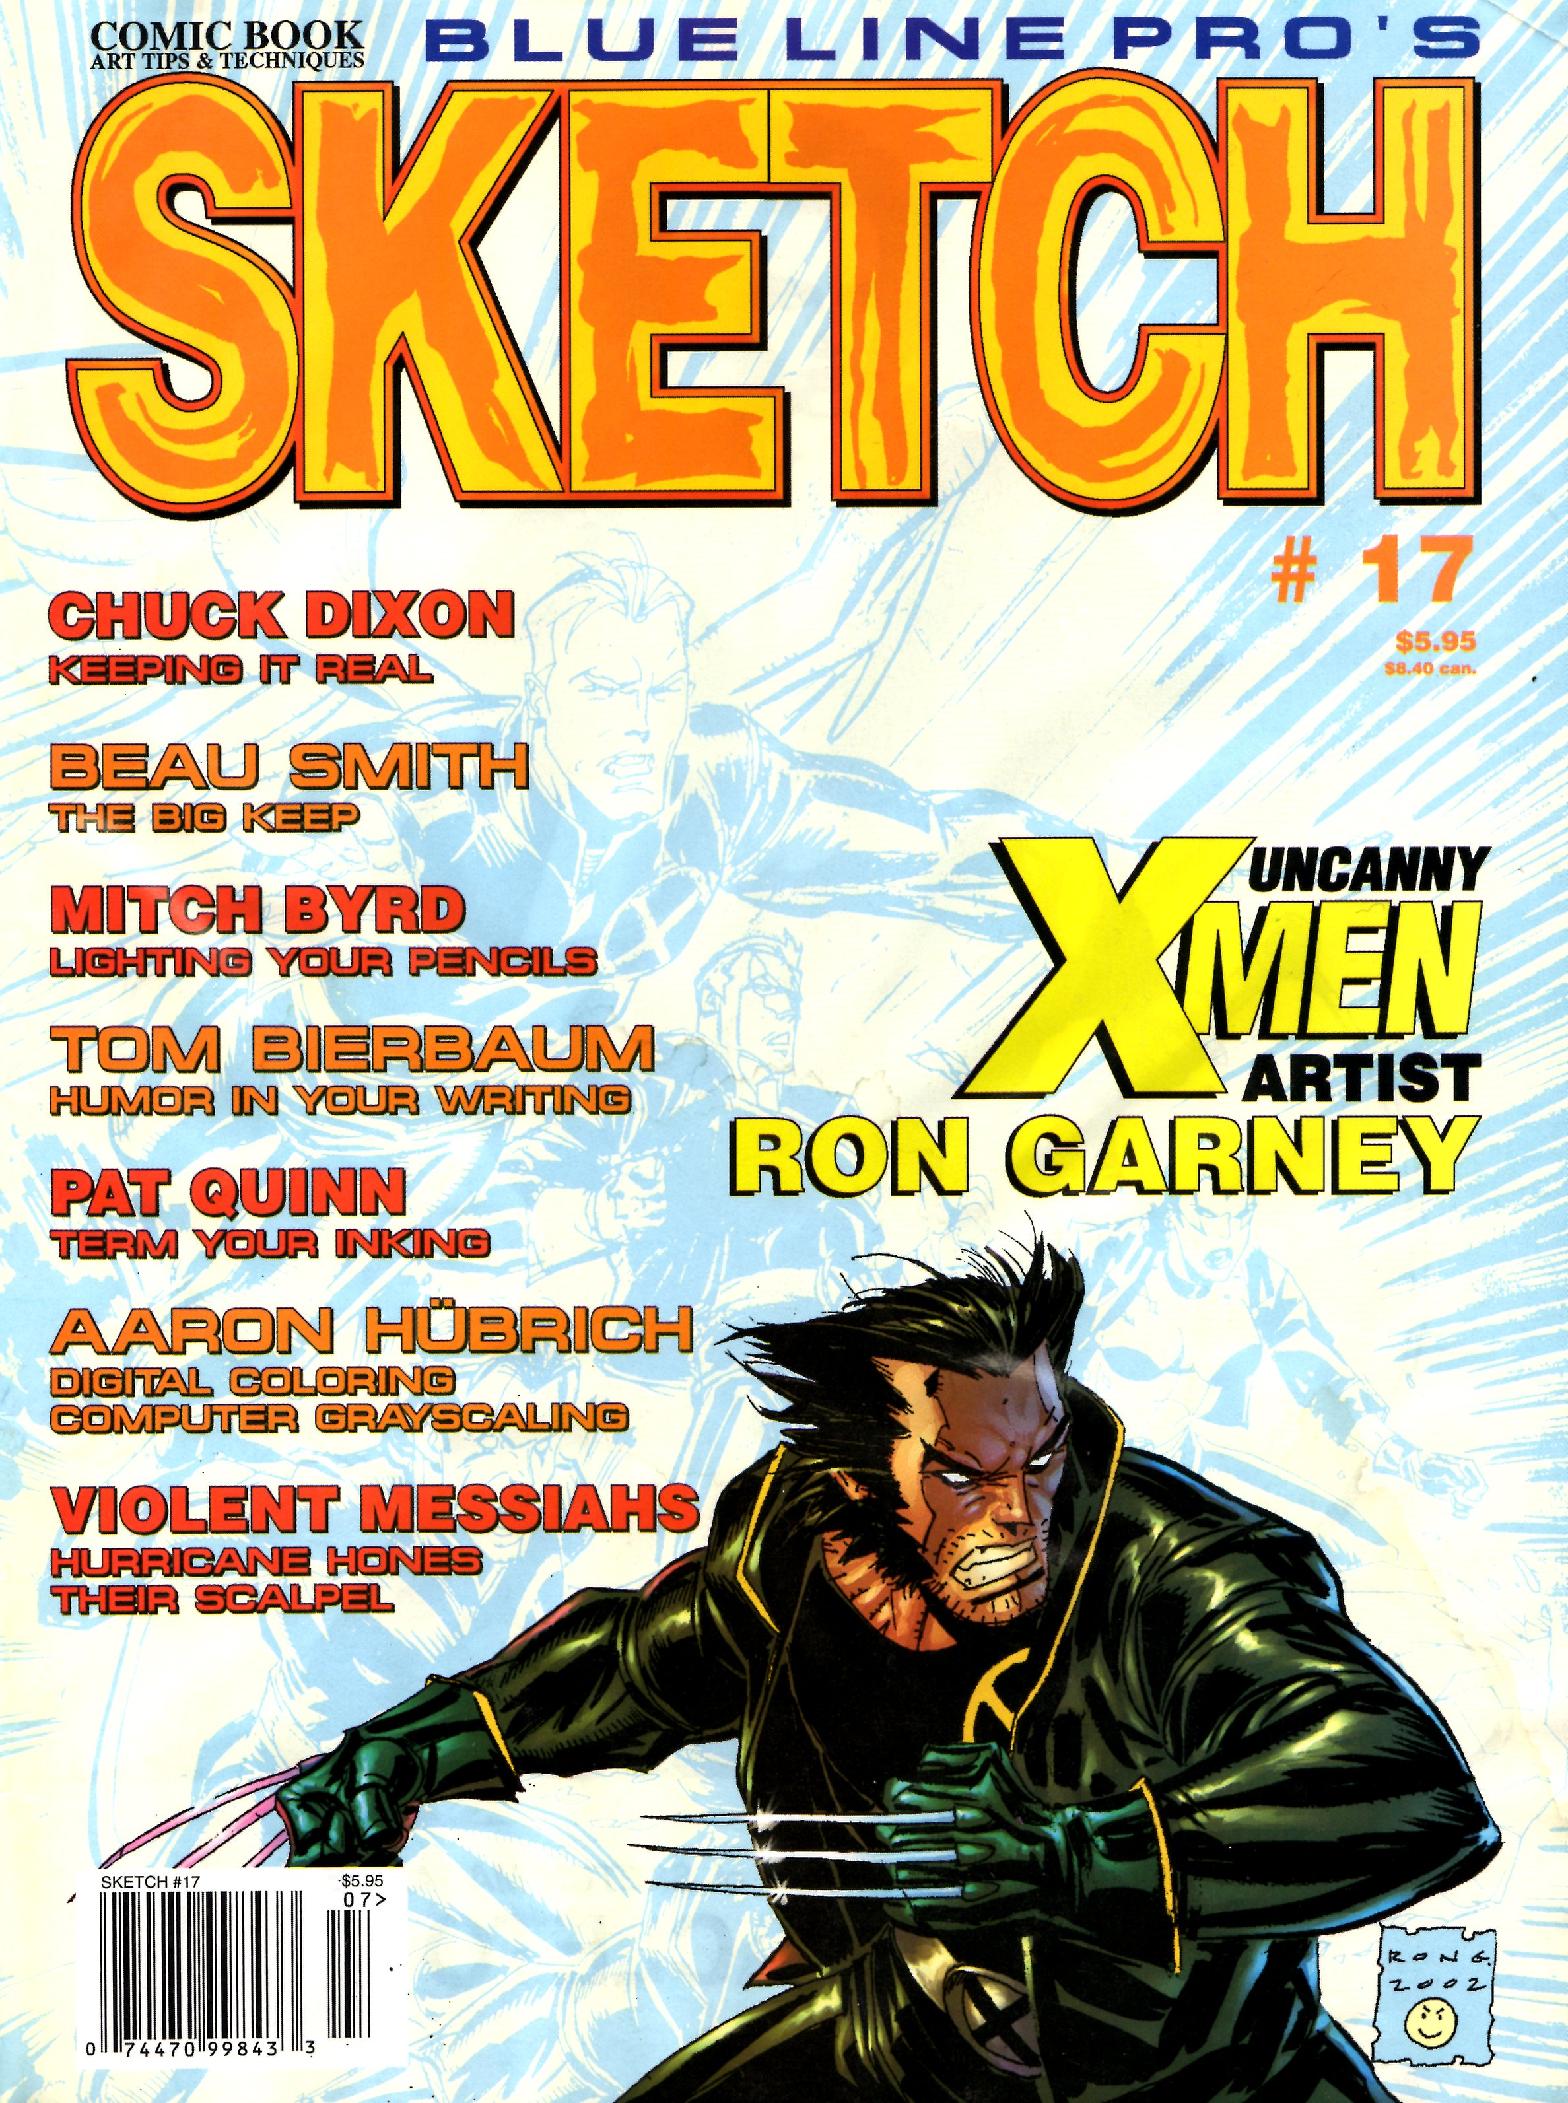 COMIC BOOK
ART TIPS & TECHNIQUES
BLUE LINE PRO'S
SKETCH
# 17
$5.95
$8.40 can.
CHUCK DIXON
KEEPING IT REAL
BEAU SMITH
THE BIG KEEP
MITCH BYRD
LIGHTING YOUR PENCILS
TOM BIERBAUM
HUMOR IN YOUR WRITING
PAT QUINN
TERM YOUR INKING
AARON HÜBRICH
DIGITAL COLORING
COMPUTER GRAYSCALING
VIOLENT MESSIAHS
HURRICANE HONES
THEIR SCALPEL
UNCANNY
XMEN
ARTIST
RON GARNEY
SKETCH #17 $5.95
07>
0 74470 99843 3
RON G.
2002